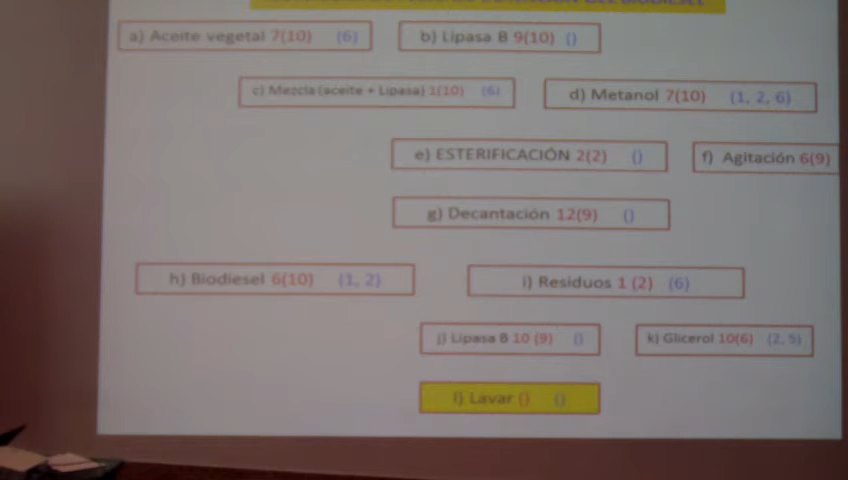 a) Aceite vegetal 7(10) (6)
b) Lipasa B 9(10) ()
c) Mezcla (aceite + Lipasa) 1(10) (6)
d) Metanol 7(10) (1, 2, 6)
e) ESTERIFICACIÓN 2(2) ()
f) Agitación 6(9)
g) Decantación 12(9) ()
h) Biodiesel 6(10) (1, 2)
i) Residuos 1 (2) (6)
j) Lipasa B 10 (9) ()
k) Glicerol 10(6) (2, 5)
l) Lavar () ()